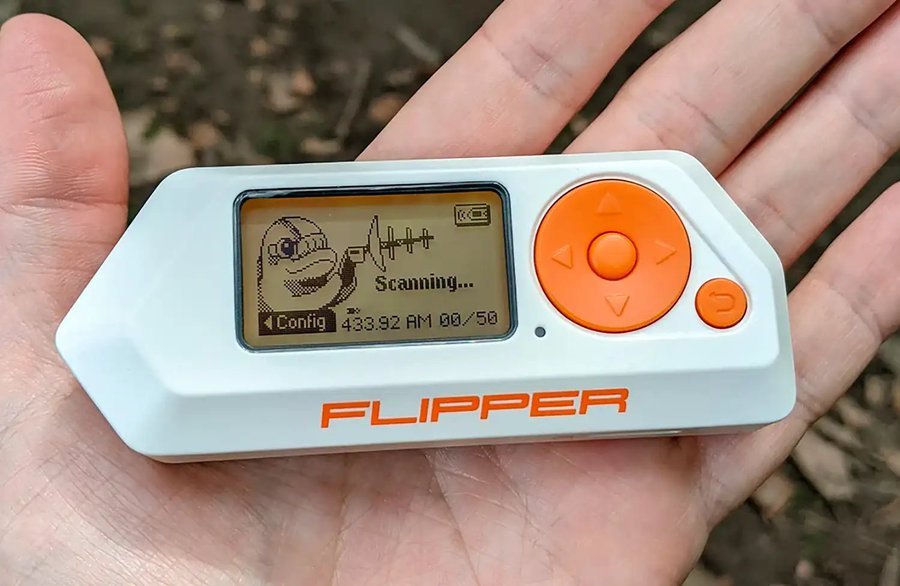 Scanning...
Config 433.92 AM 00/50
FLIPPER